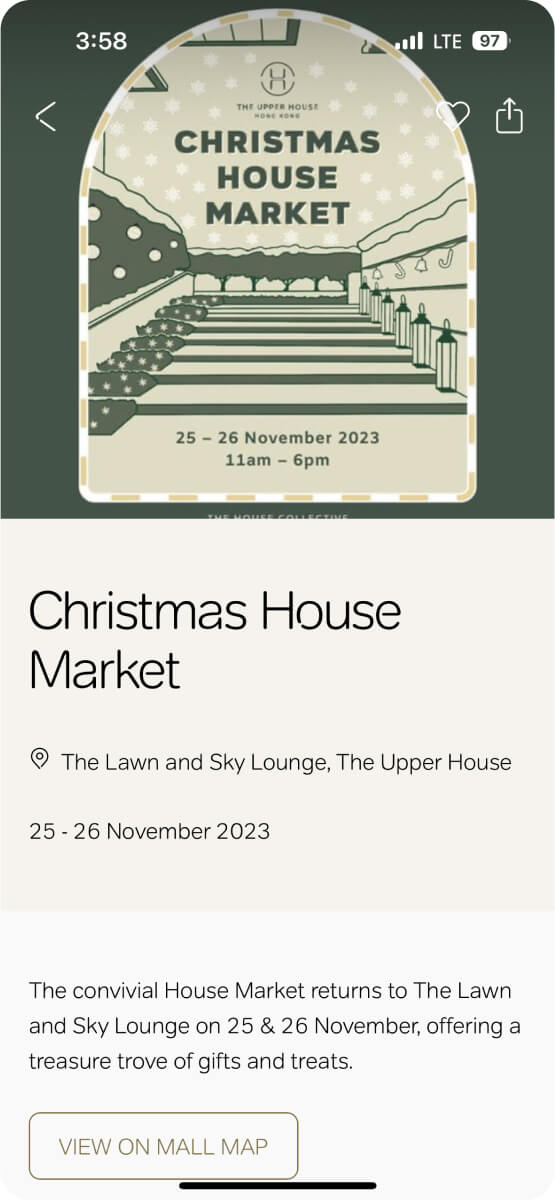 3:58
LTE
97
THE UPPER HOUSE
HONG KONG
CHRISTMAS
HOUSE
MARKET
25 – 26 November 2023
11am – 6pm
THE HOUSE COLLECTIVE
Christmas House
Market
The Lawn and Sky Lounge, The Upper House
25 - 26 November 2023
The convivial House Market returns to The Lawn
and Sky Lounge on 25 & 26 November, offering a
treasure trove of gifts and treats.
VIEW ON MALL MAP